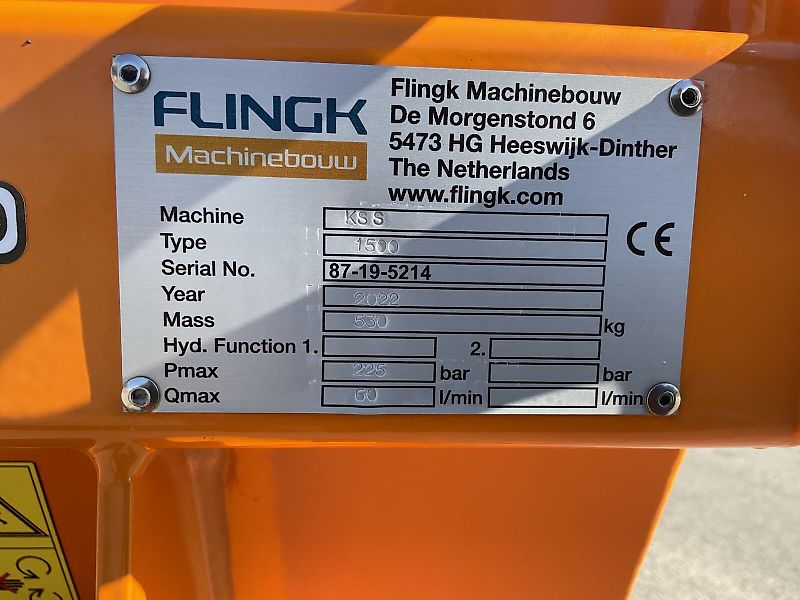 FLINGK
Machinebouw
Flingk Machinebouw
De Morgenstond 6
5473 HG Heeswijk-Dinther
The Netherlands
www.flingk.com
Machine KS S
Type 1500
Serial No. 87-19-5214
Year 2022
Mass 530 kg
Hyd. Function 1. 2.
Pmax 225 bar bar
Qmax 60 l/min l/min
CE